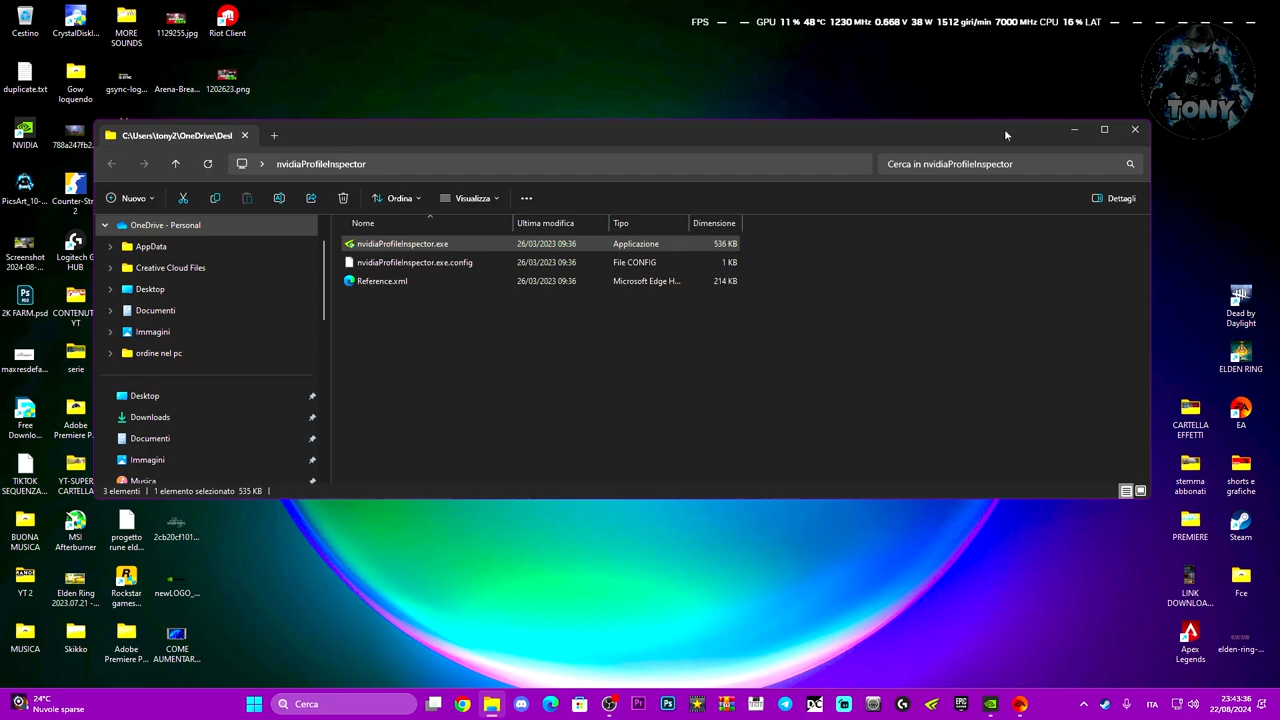 FPS — — GPU 11 % 48 °C 1230 MHz 0.668 V 38 W 1512 giri/min 7000 MHz CPU 16 % LAT — — — — — — —
TONY
Cestino
CrystalDiskI...
MORE SOUNDS
1129255.jpg
Riot Client
duplicate.txt
Gow loquendo
gsync-log...
Arena-Brea...
1202623.png
NVIDIA
788a247fb2...
PicsArt_10-...
Counter-Strike 2
Screenshot 2024-08-...
Logitech G HUB
2K FARM.psd
CONTENUT... YT
maxresdefa...
serie
Free Downlo...
Adobe Premiere P...
TIKTOK SEQUENZA...
YT-SUPER CARTELLA
BUONA MUSICA
MSI Afterburner
progetto rune eld...
2cb20cf101...
YT 2
Elden Ring 2023.07.21 -...
Rockstar games...
newLOGO_...
MUSICA
Skikko
Adobe Premiere P...
COME AUMENTAR...
C:\Users\tony2\OneDrive\Desl
nvidiaProfileInspector
Cerca in nvidiaProfileInspector
Nuovo
Ordina
Visualizza
Dettagli
OneDrive - Personal
AppData
Creative Cloud Files
Desktop
Documenti
Immagini
ordine nel pc
Desktop
Downloads
Documenti
Immagini
Musica
Nome Ultima modifica Tipo Dimensione
nvidiaProfileInspector.exe 26/03/2023 09:36 Applicazione 536 KB
nvidiaProfileInspector.exe.config 26/03/2023 09:36 File CONFIG 1 KB
Reference.xml 26/03/2023 09:36 Microsoft Edge H... 214 KB
3 elementi 1 elemento selezionato 535 KB
Dead by Daylight
ELDEN RING
CARTELLA EFFETTI
EA
stemma abbonati
shorts e grafiche
PREMIERE
Steam
LINK DOWNLOA...
Fce
Apex Legends
elden-ring-...
24°C
Nuvole sparse
Cerca
ITA
23:43:36
22/08/2024